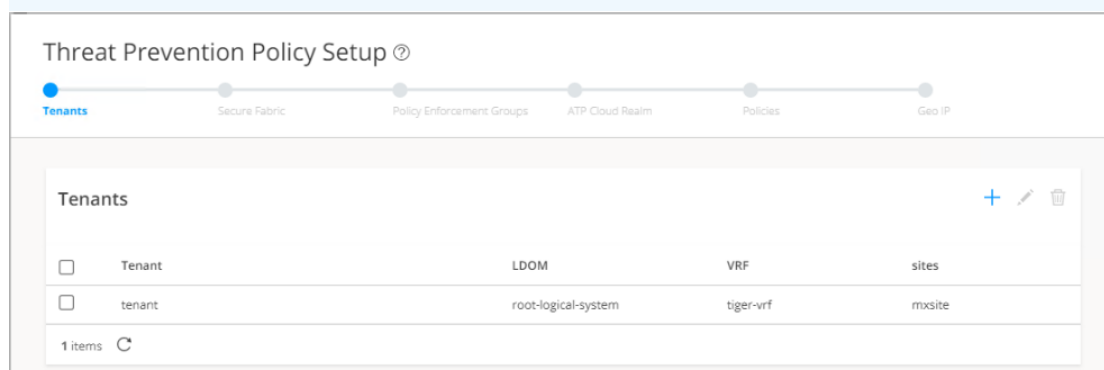 Threat Prevention Policy Setup ?
Tenants Secure Fabric Policy Enforcement Groups ATP Cloud Realm Policies Geo IP
Tenants
Tenant LDOM VRF sites
tenant root-logical-system tiger-vrf mxsite
1 items